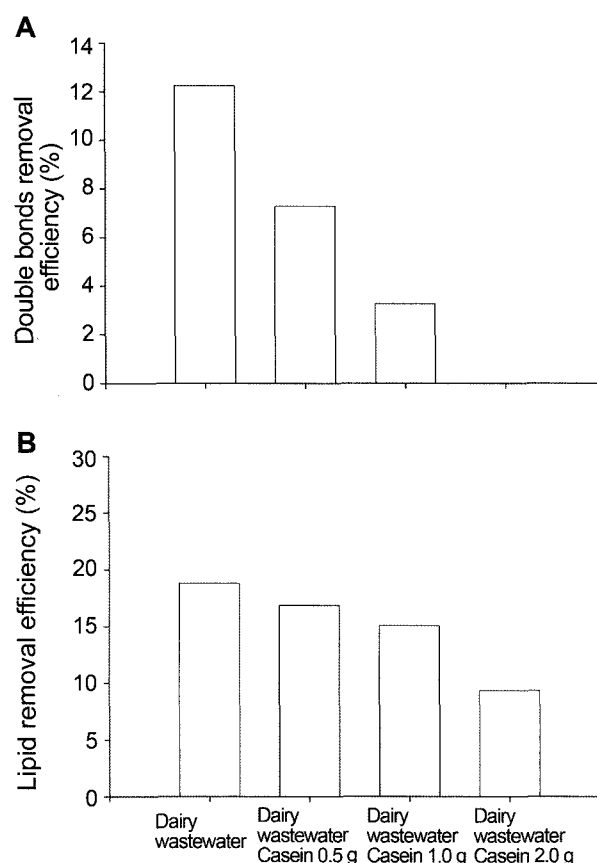 A
Double bonds removal
efficiency (%)
14
12
10
8
6
4
2
0
B
Lipid removal efficiency (%)
30
25
20
15
10
5
0
Dairy
wastewater
Dairy
wastewater
Casein 0.5 g
Dairy
wastewater
Casein 1.0 g
Dairy
wastewater
Casein 2.0 g